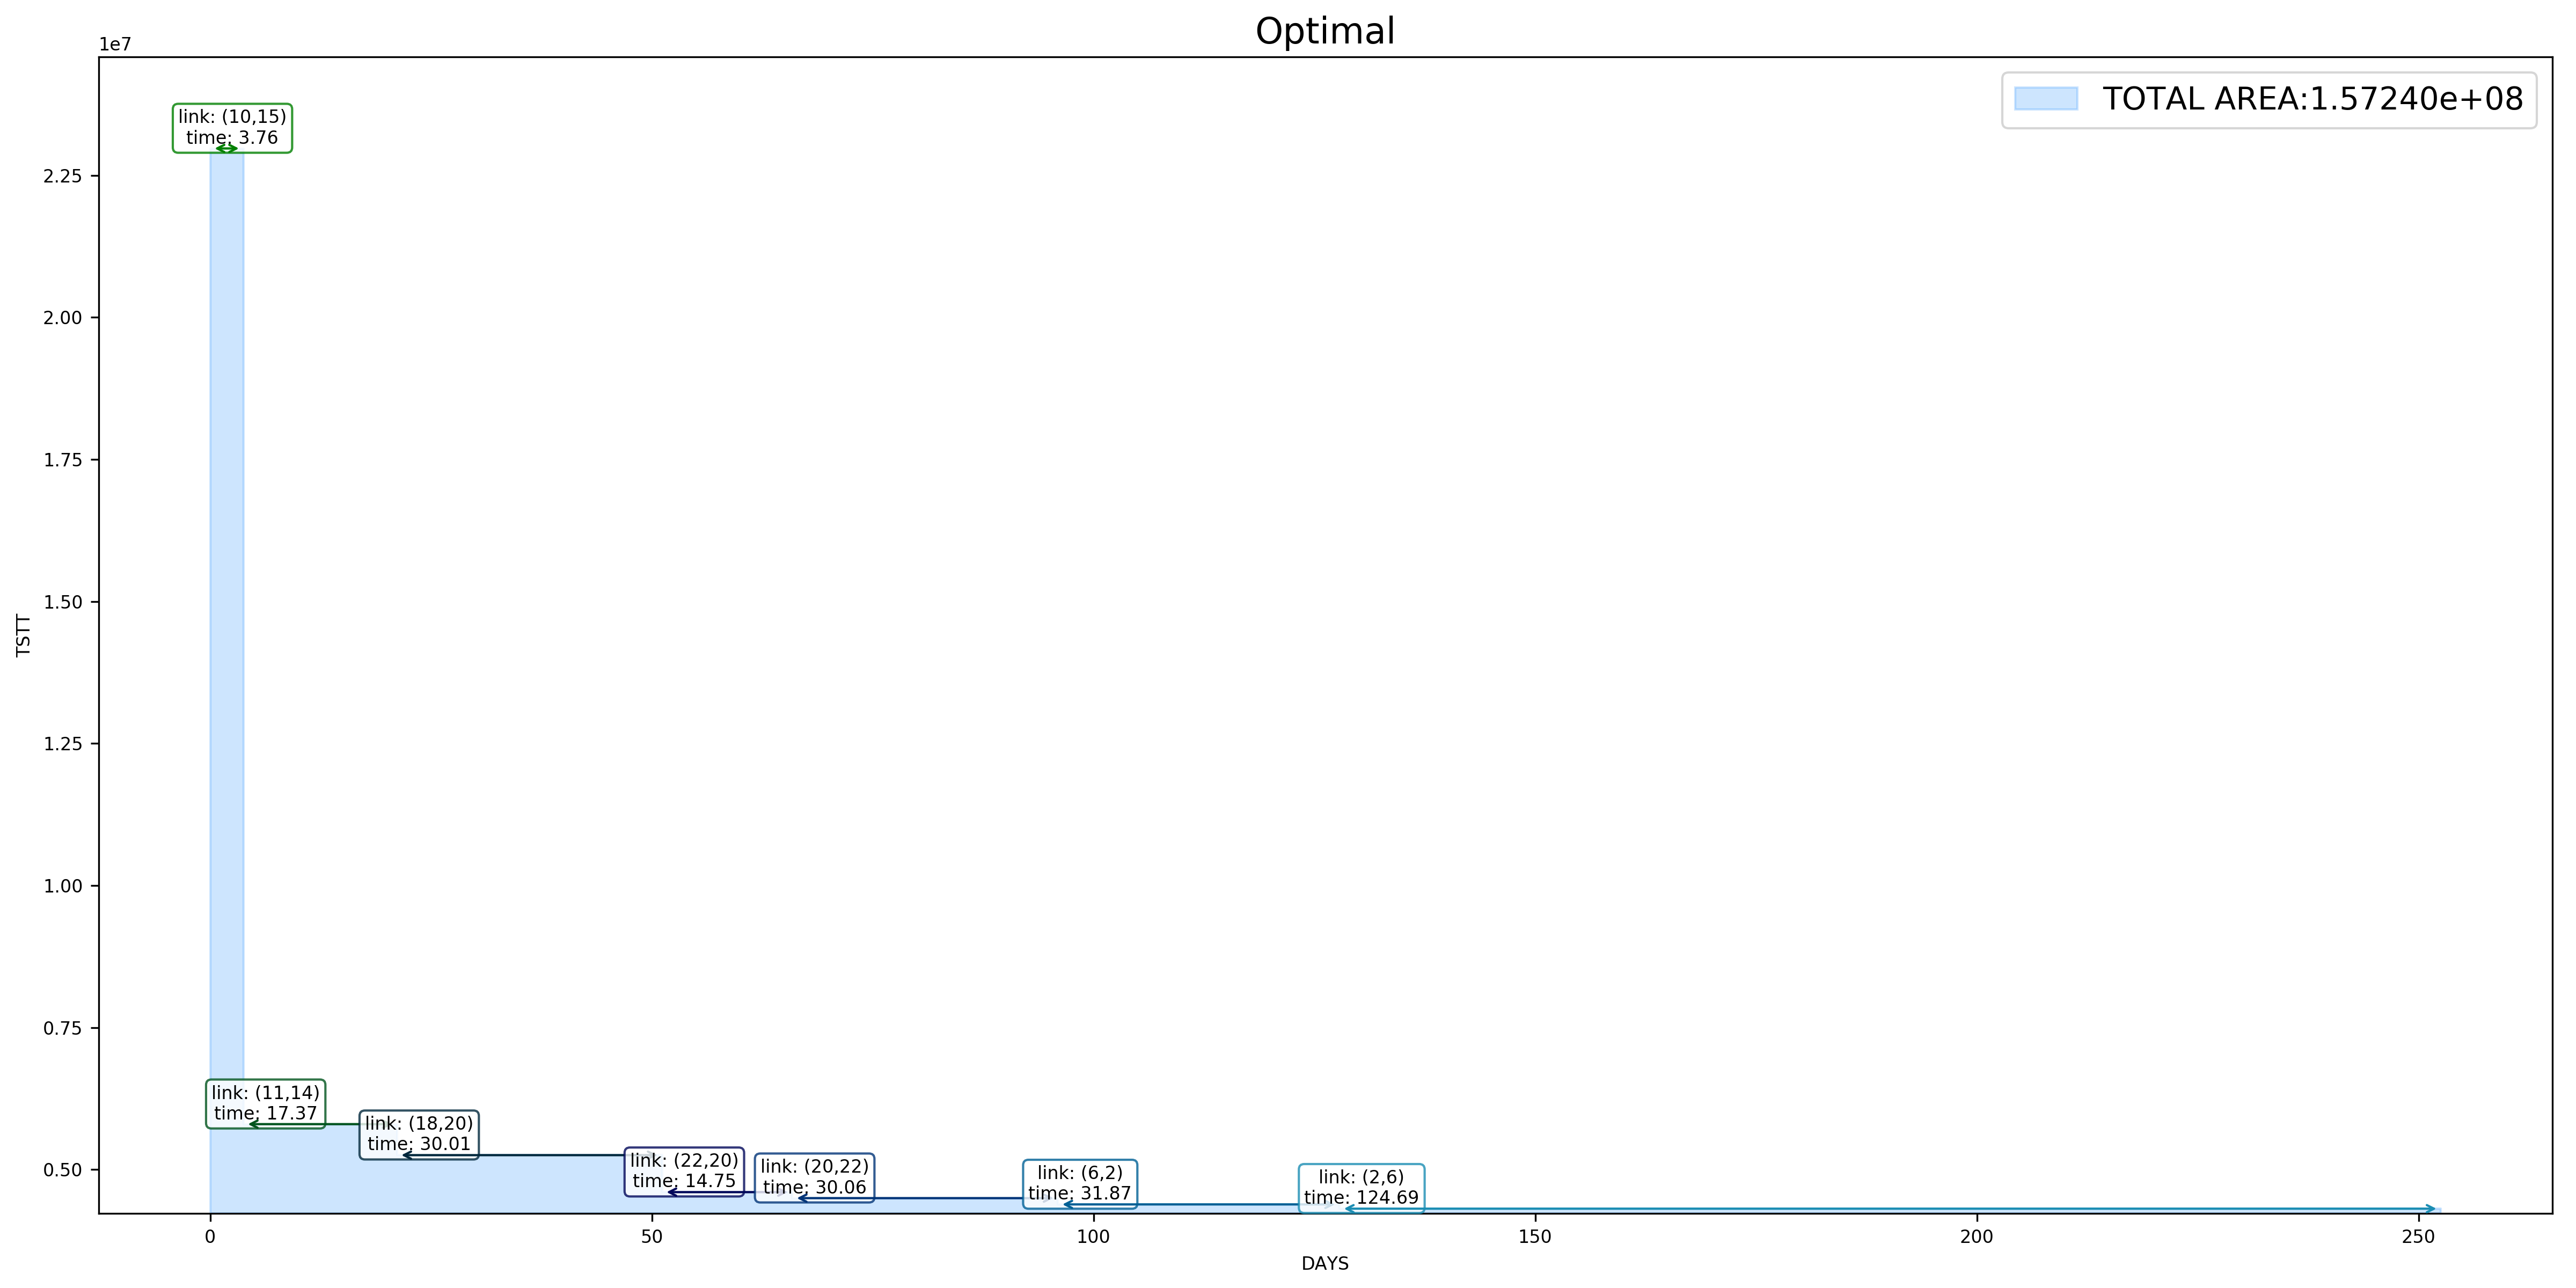 Optimal
1e7
TOTAL AREA:1.57240e+08
link: (10,15)
time: 3.76
2.25
2.00
1.75
1.50
1.25
1.00
0.75
0.50
TSTT
link: (11,14)
time: 17.37
link: (18,20)
time: 30.01
link: (22,20)
time: 14.75
link: (20,22)
time: 30.06
link: (6,2)
time: 31.87
link: (2,6)
time: 124.69
0
50
100
150
200
250
DAYS